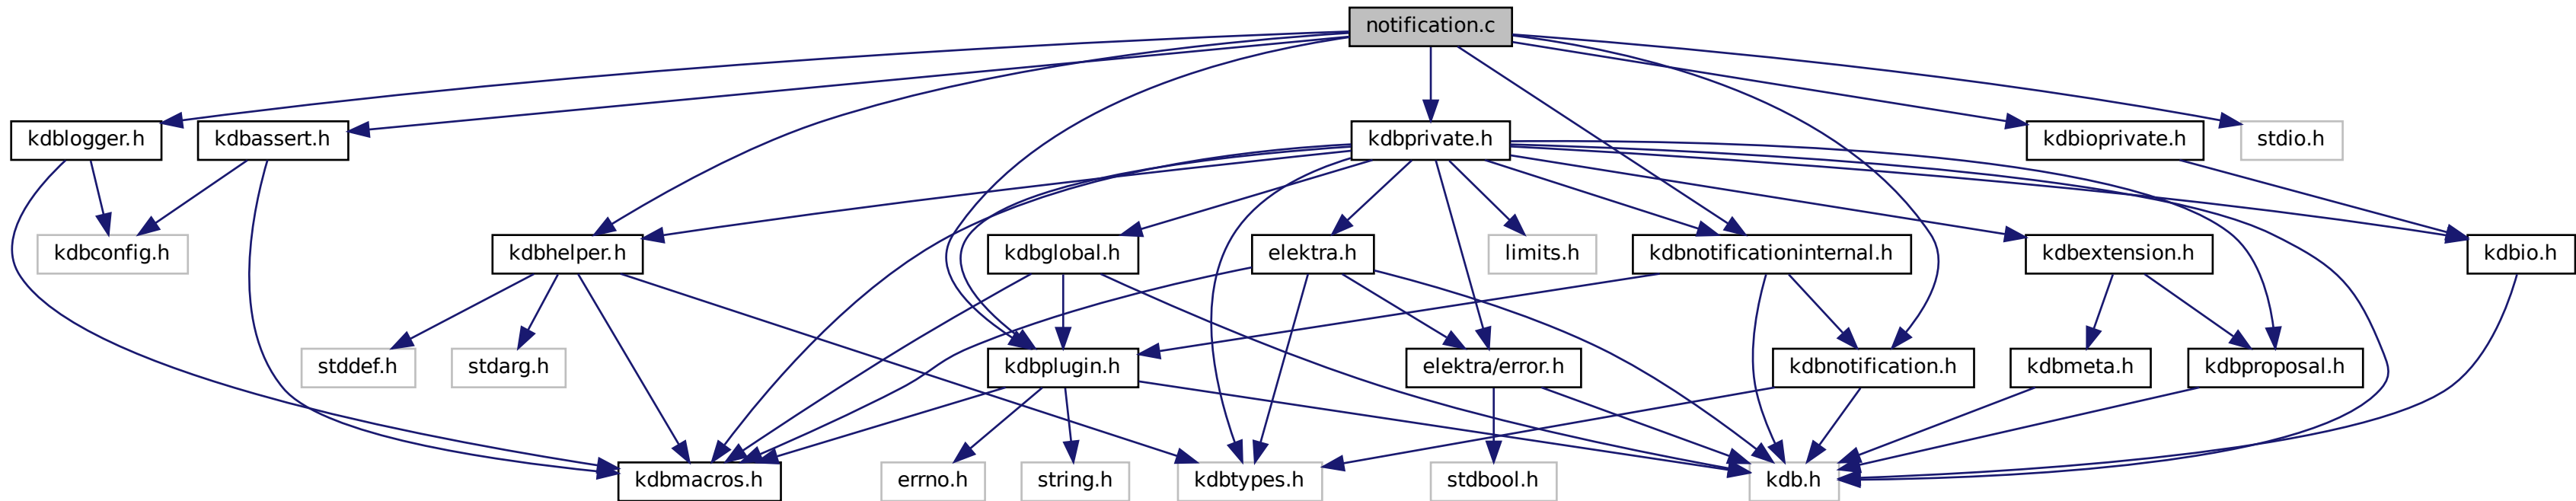 notification.c
kdblogger.h
kdbassert.h
kdbprivate.h
kdbioprivate.h
stdio.h
kdbconfig.h
kdbhelper.h
kdbglobal.h
elektra.h
limits.h
kdbnotificationinternal.h
kdbextension.h
kdbio.h
stddef.h
stdarg.h
kdbplugin.h
elektra/error.h
kdbnotification.h
kdbmeta.h
kdbproposal.h
kdbmacros.h
errno.h
string.h
kdbtypes.h
stdbool.h
kdb.h